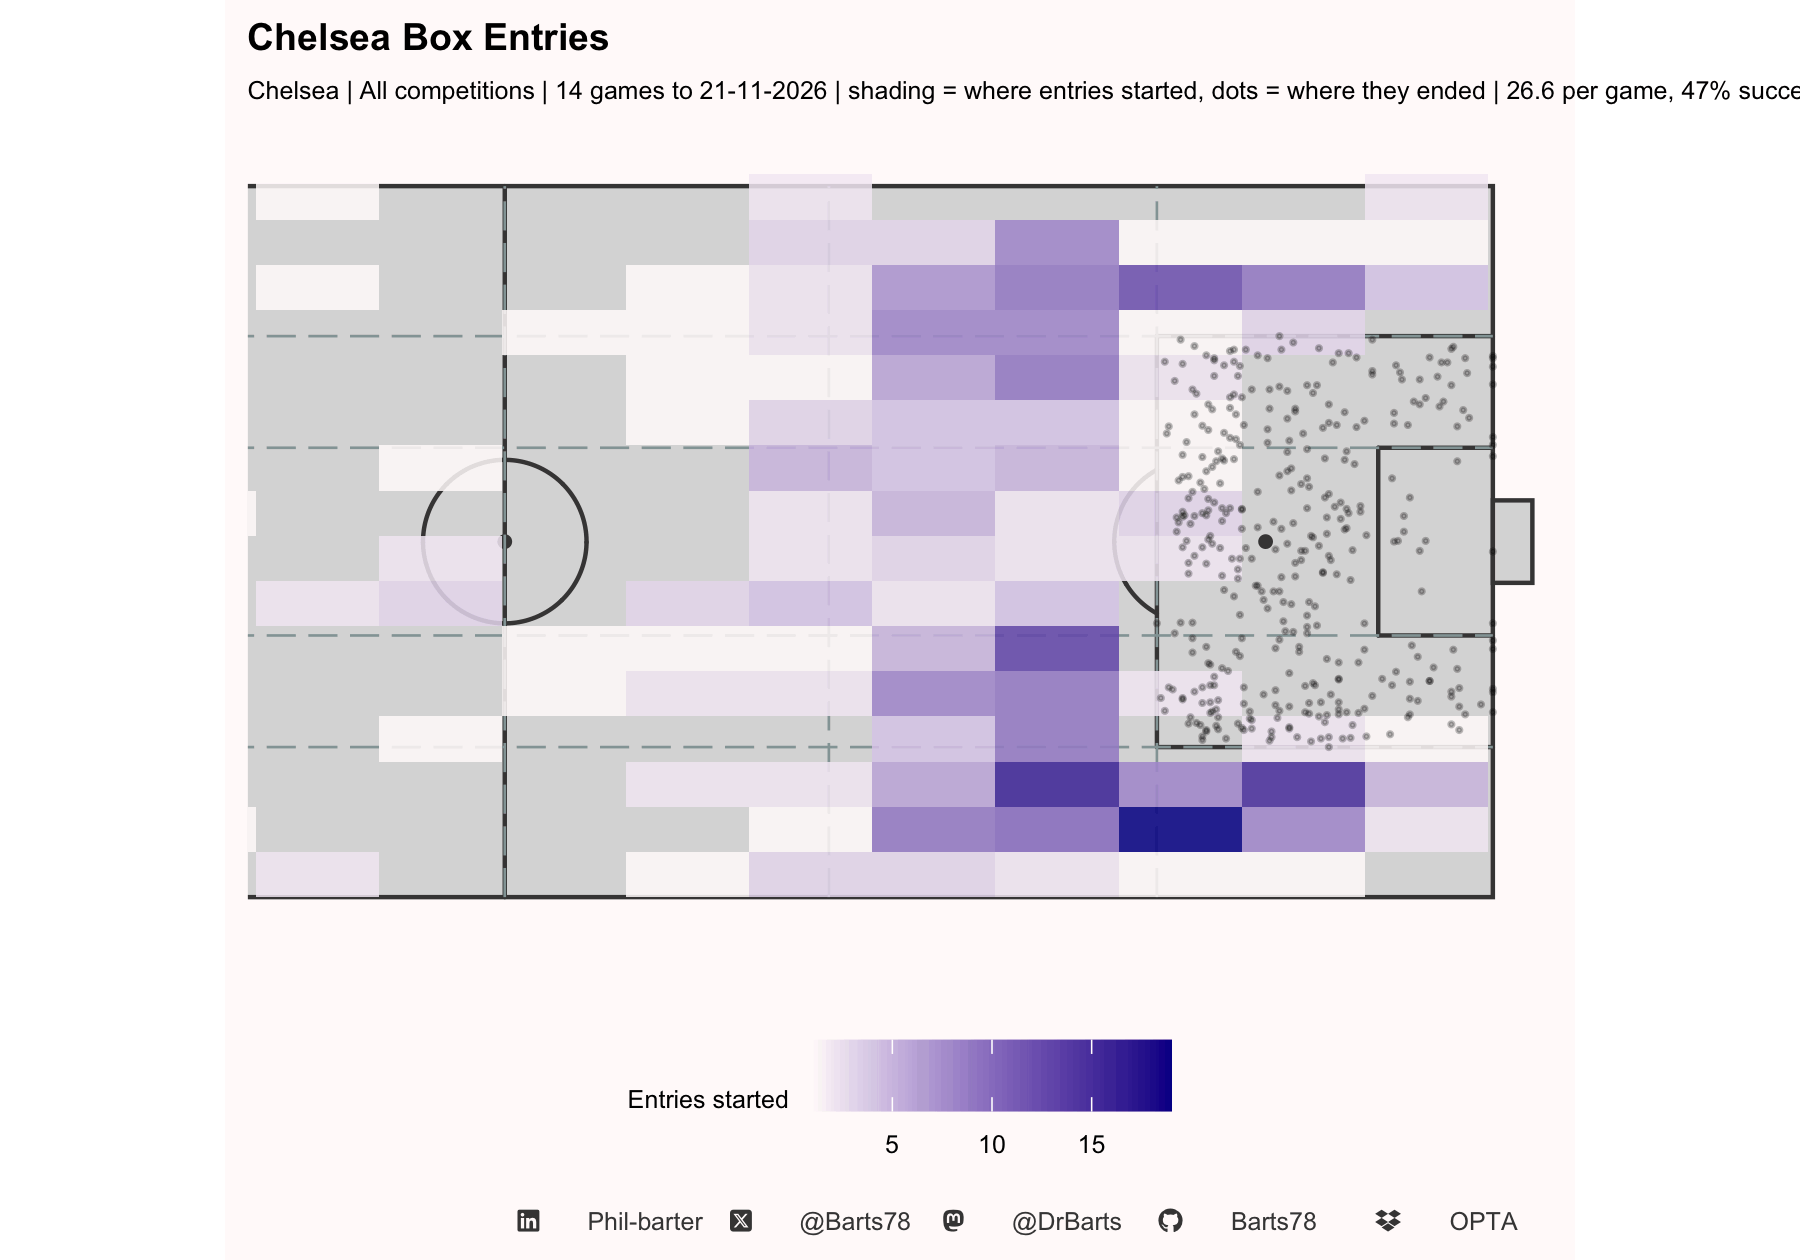 Chelsea Box Entries
Chelsea | All competitions | 14 games to 21-11-2026 | shading = where entries started, dots = where they ended | 26.6 per game, 47% succe
Entries started
5 10 15
Phil-barter @Barts78 @DrBarts Barts78 OPTA